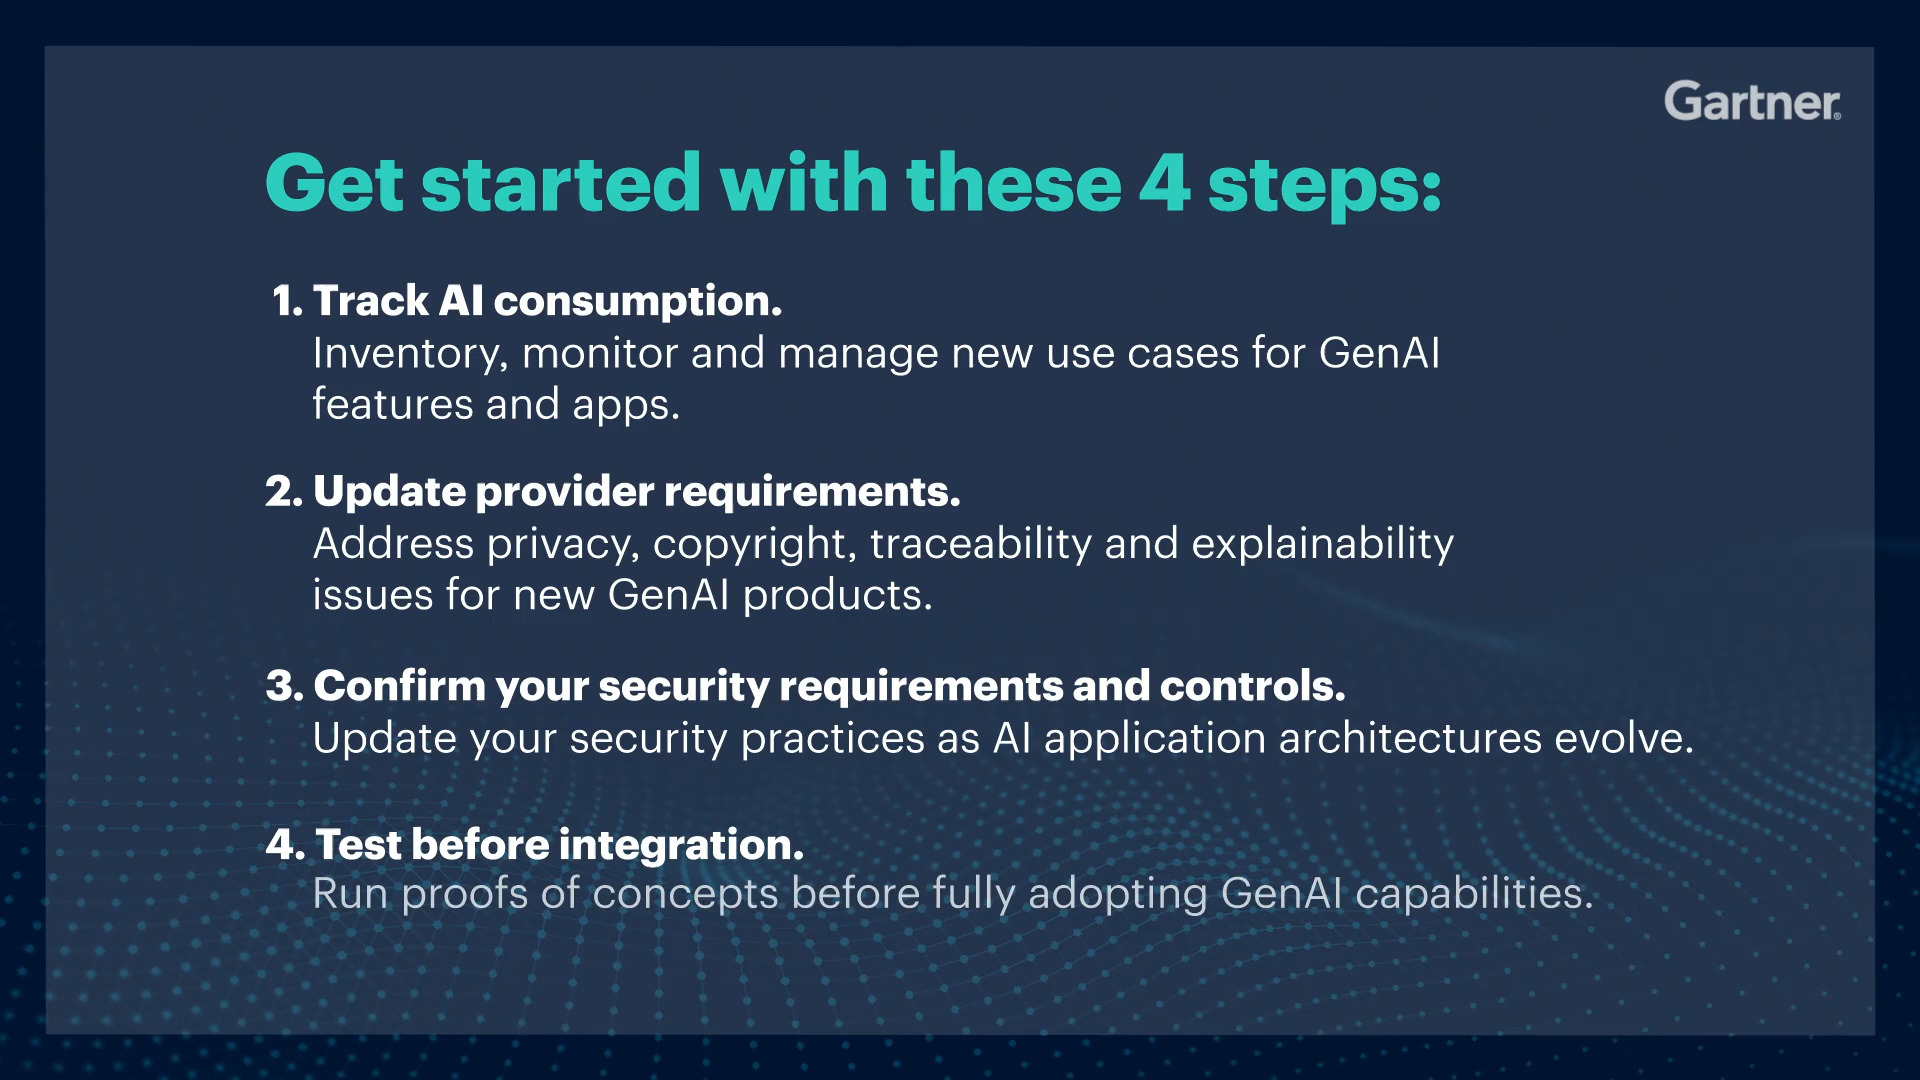 Gartner®
Get started with these 4 steps:
1. Track AI consumption.
Inventory, monitor and manage new use cases for GenAI
features and apps.
2. Update provider requirements.
Address privacy, copyright, traceability and explainability
issues for new GenAI products.
3. Confirm your security requirements and controls.
Update your security practices as AI application architectures evolve.
4. Test before integration.
Run proofs of concepts before fully adopting GenAI capabilities.